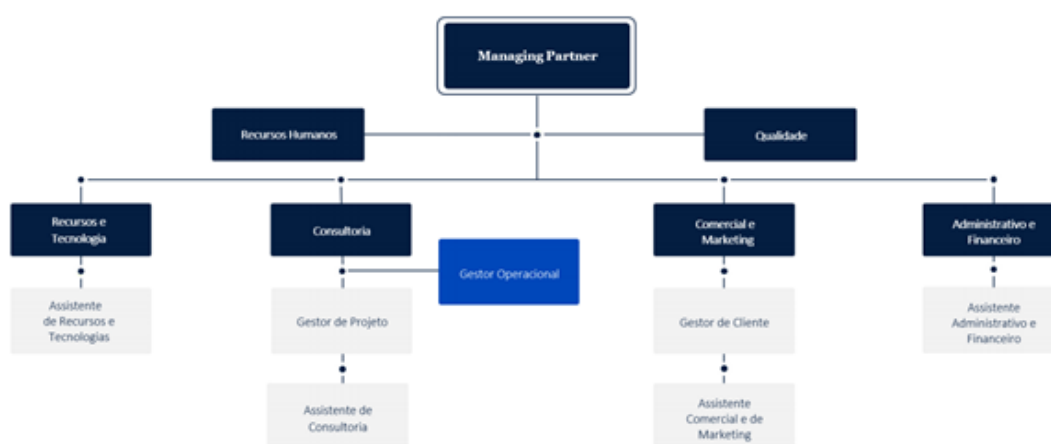 Managing Partner
Recursos Humanos
Qualidade
Recursos e
Tecnologia
Consultoria
Comercial e
Marketing
Administrativo e
Financeiro
Gestor Operacional
Assistente
de Recursos e
Tecnologias
Gestor de Projeto
Gestor de Cliente
Assistente
Administrativo e
Financeiro
Assistente de
Consultoria
Assistente
Comercial e de
Marketing